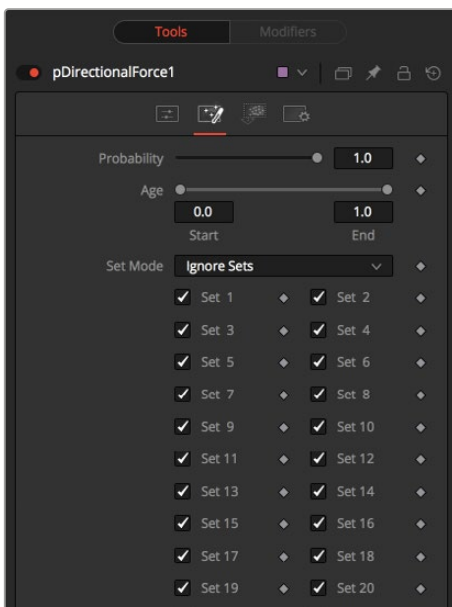 Tools Modifiers
pDirectionalForce1
Probability 1.0
Age
0.0 1.0
Start End
Set Mode Ignore Sets
Set 1 Set 2
Set 3 Set 4
Set 5 Set 6
Set 7 Set 8
Set 9 Set 10
Set 11 Set 12
Set 13 Set 14
Set 15 Set 16
Set 17 Set 18
Set 19 Set 20